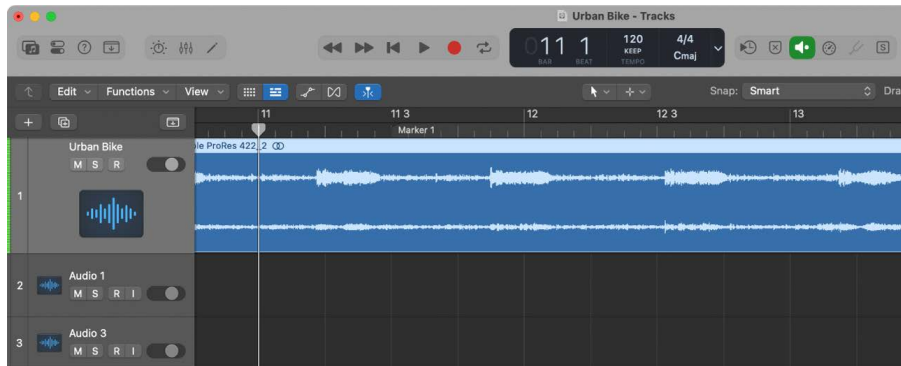 Urban Bike - Tracks
011 1
BAR BEAT
120
KEEP
TEMPO
4/4
Cmaj
S
Edit Functions View
Snap: Smart
Dra
11 11 3 12 12 3 13
Marker 1
Urban Bike
M S R
le ProRes 422_2
1
2
Audio 1
M S R I
3
Audio 3
M S R I